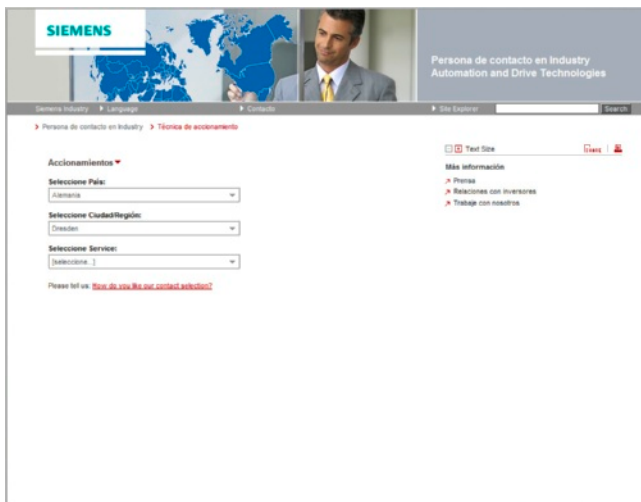 SIEMENS
Persona de contacto en Industry
Automation and Drive Technologies
Siemens Industry
Language
Contacto
Site Explorer
Search
Persona de contacto en Industry
Técnica de accionamiento
Text Size
Accionamientos
Más información
Seleccione País:
Prensa
Alemania
Relaciones con inversores
Trabaje con nosotros
Seleccione Ciudad/Región:
Dresden
Seleccione Service:
[seleccione...]
Please tell us: How do you like our contact selection?